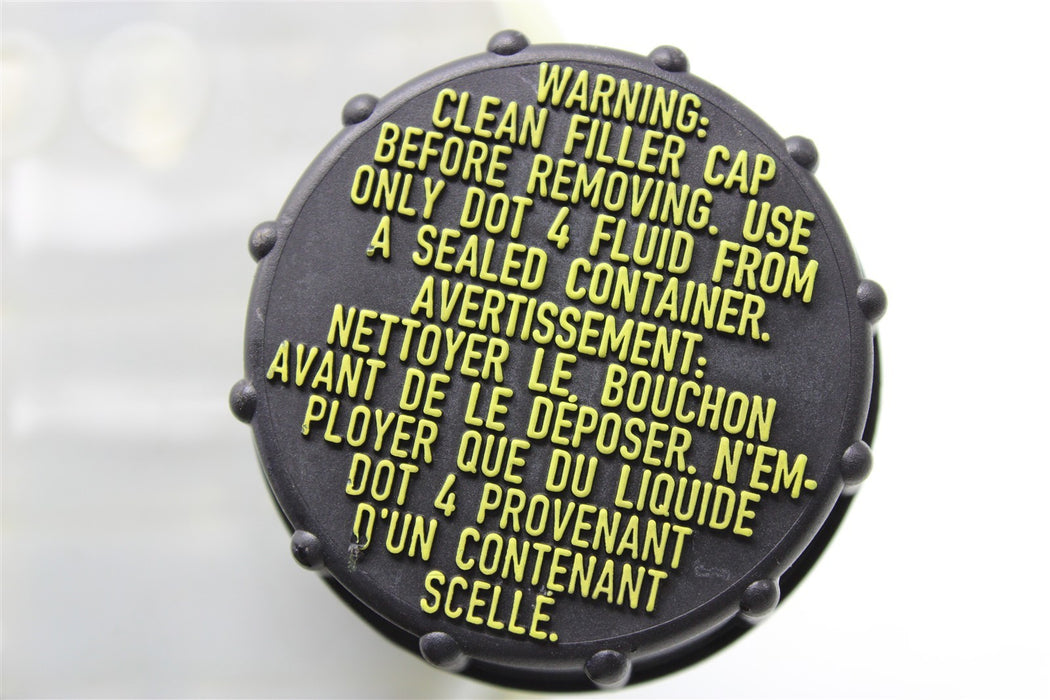 WARNING:
CLEAN FILLER CAP
BEFORE REMOVING. USE
ONLY DOT 4 FLUID FROM
A SEALED CONTAINER.
AVERTISSEMENT:
NETTOYER LE BOUCHON
AVANT DE LE DÉPOSER. N'EM-
PLOYER QUE DU LIQUIDE
DOT 4 PROVENANT
D'UN CONTENANT
SCELLÉ.